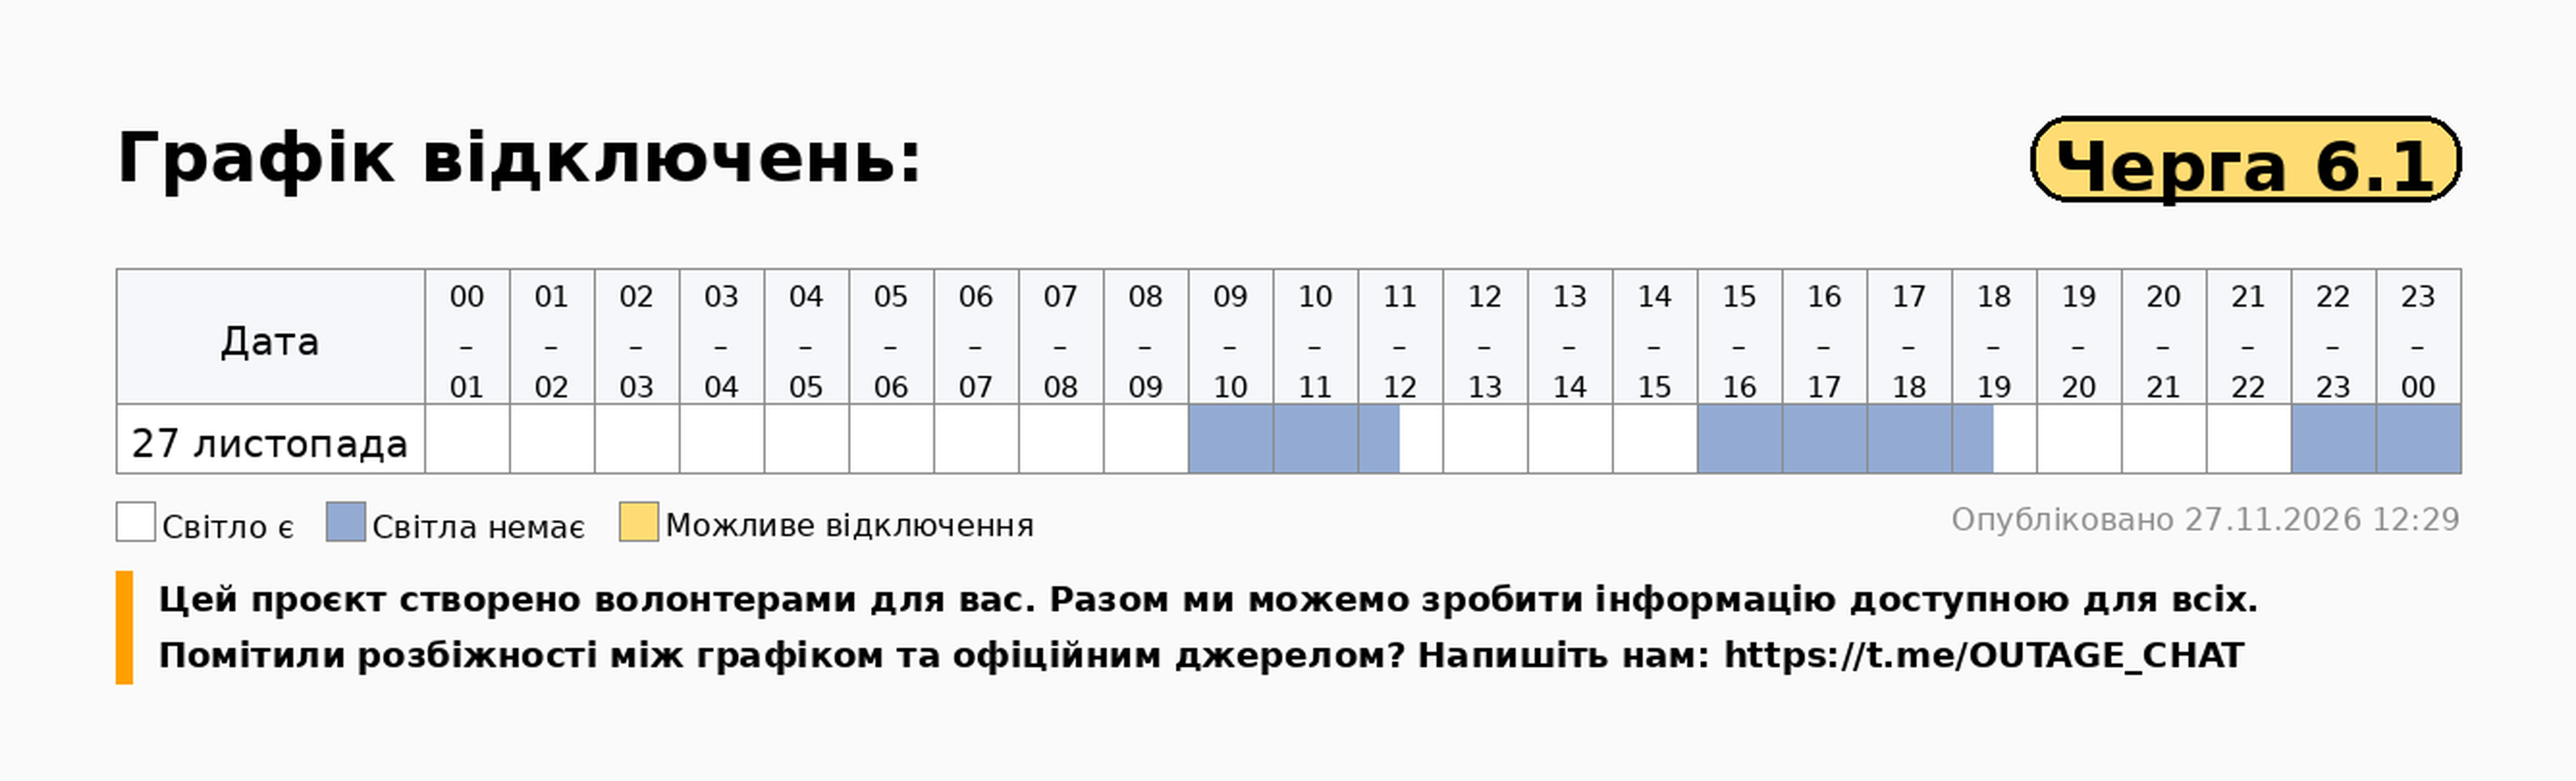 Графік відключень:
Черга 6.1
Дата 00 – 01 01 – 02 02 – 03 03 – 04 04 – 05 05 – 06 06 – 07 07 – 08 08 – 09 09 – 10 10 – 11 11 – 12 12 – 13 13 – 14 14 – 15 15 – 16 16 – 17 17 – 18 18 – 19 19 – 20 20 – 21 21 – 22 22 – 23 23 – 00
27 листопада
Світло є Світла немає Можливе відключення
Опубліковано 27.11.2026 12:29
Цей проєкт створено волонтерами для вас. Разом ми можемо зробити інформацію доступною для всіх.
Помітили розбіжності між графіком та офіційним джерелом? Напишіть нам: https://t.me/OUTAGE_CHAT